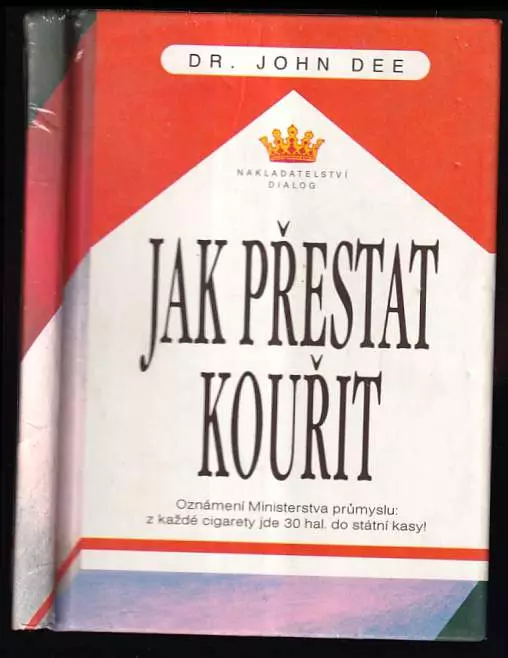 DR. JOHN DEE
NAKLADATELSTVÍ
DIALOG
JAK PŘESTAT
KOUŘIT
Oznámení Ministerstva průmyslu:
z každé cigarety jde 30 hal. do státní kasy!